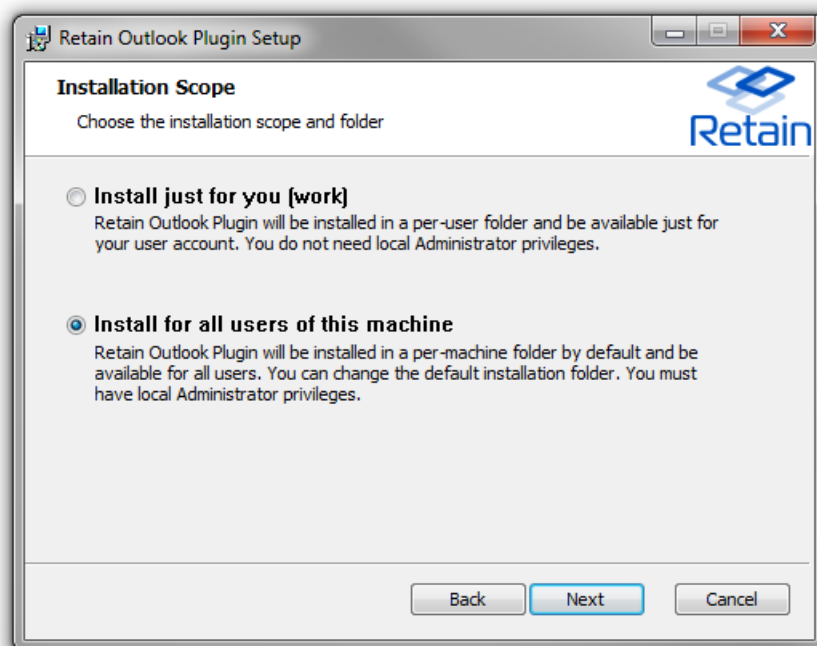 Retain Outlook Plugin Setup
Installation Scope
Choose the installation scope and folder
Retain
Install just for you (work)
Retain Outlook Plugin will be installed in a per-user folder and be available just for
your user account. You do not need local Administrator privileges.
Install for all users of this machine
Retain Outlook Plugin will be installed in a per-machine folder by default and be
available for all users. You can change the default installation folder. You must
have local Administrator privileges.
Back Next Cancel